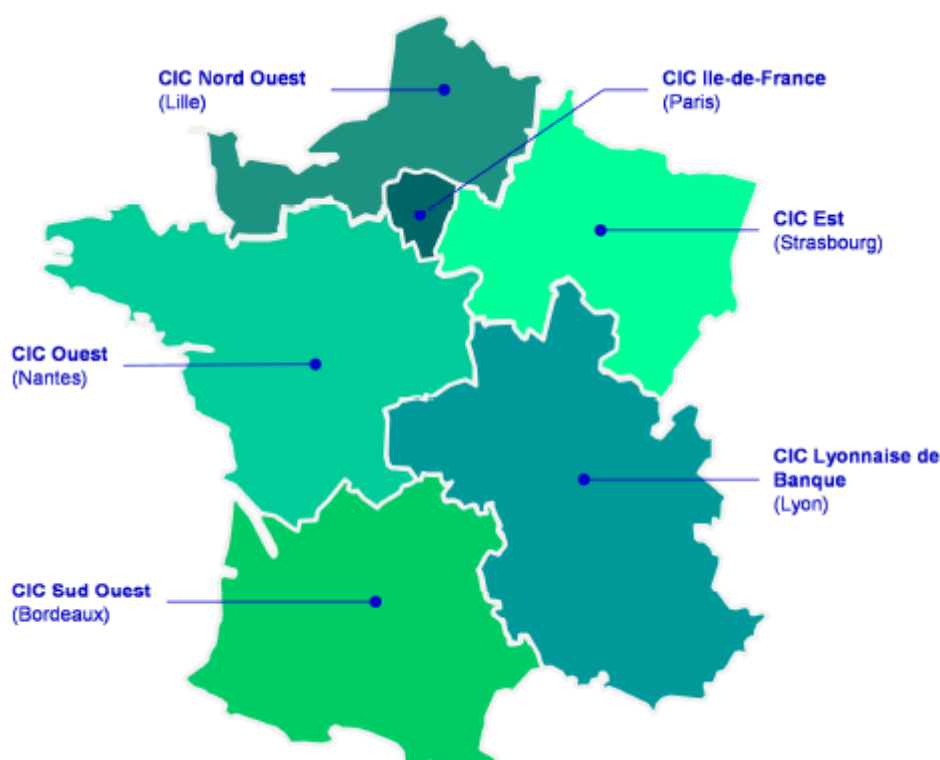 CIC Nord Ouest
(Lille)
CIC Ile-de-France
(Paris)
CIC Est
(Strasbourg)
CIC Ouest
(Nantes)
CIC Lyonnaise de
Banque
(Lyon)
CIC Sud Ouest
(Bordeaux)